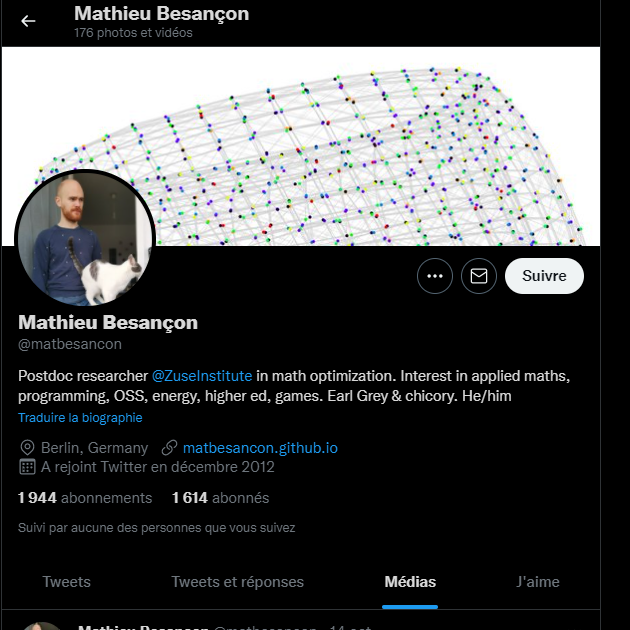 Mathieu Besançon
176 photos et vidéos
Suivre
Mathieu Besançon
@matbesancon
Postdoc researcher @ZuseInstitute in math optimization. Interest in applied maths,
programming, OSS, energy, higher ed, games. Earl Grey & chicory. He/him
Traduire la biographie
Berlin, Germany matbesancon.github.io
A rejoint Twitter en décembre 2012
1 944 abonnements 1 614 abonnés
Suivi par aucune des personnes que vous suivez
Tweets Tweets et réponses Médias J'aime
Mathieu Besançon @matbesancon · 14 oct.